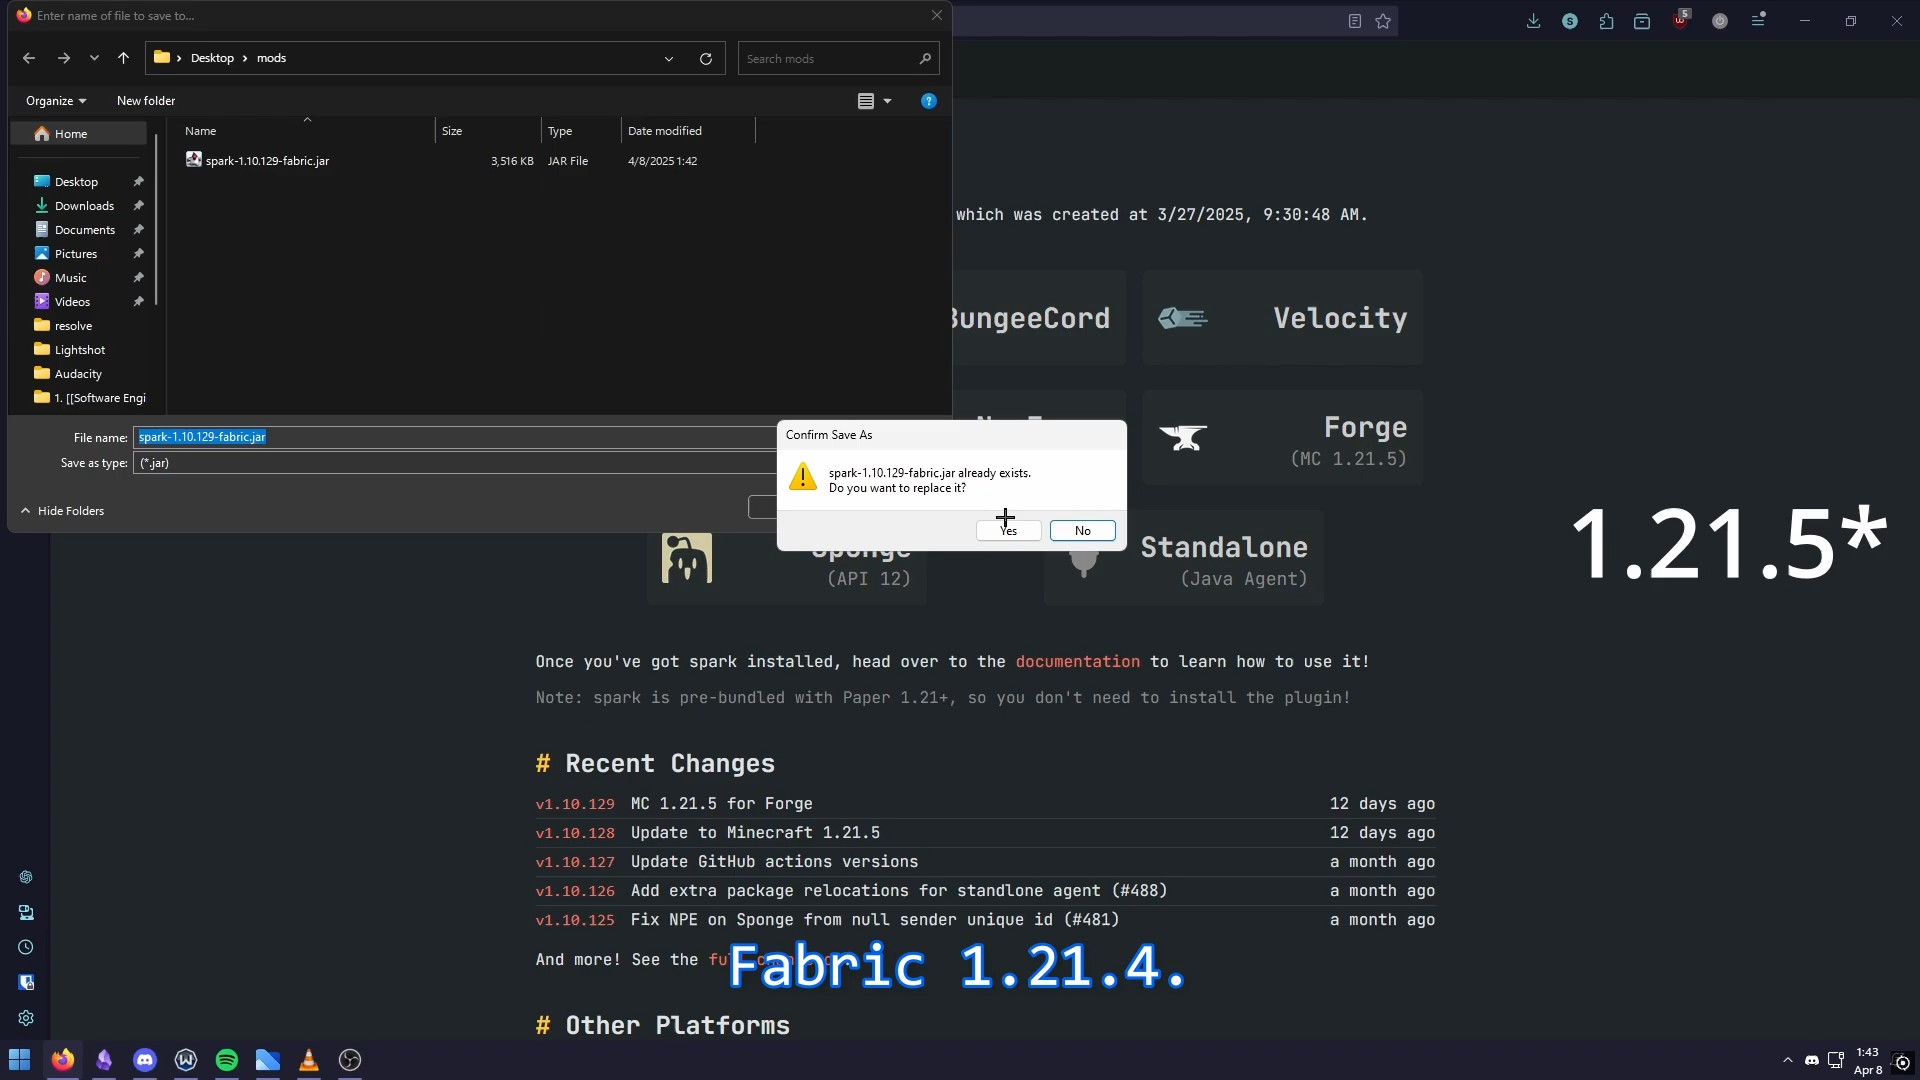 Enter name of file to save to...
Desktop > mods
Search mods
Organize
New folder
Name
Size
Type
Date modified
Home
spark-1.10.129-fabric.jar
3,516 KB
JAR File
4/8/2025 1:42
Desktop
Downloads
Documents
Pictures
Music
Videos
resolve
Lightshot
Audacity
1. [[Software Engi
File name:
spark-1.10.129-fabric.jar
Save as type:
(*.jar)
Hide Folders
Confirm Save As
spark-1.10.129-fabric.jar already exists.
Do you want to replace it?
Yes
No
5
which was created at 3/27/2025, 9:30:48 AM.
BungeeCord
Velocity
Forge
(MC 1.21.5)
Sponge
(API 12)
Standalone
(Java Agent)
1.21.5*
Once you've got spark installed, head over to the documentation to learn how to use it!
Note: spark is pre-bundled with Paper 1.21+, so you don't need to install the plugin!
# Recent Changes
v1.10.129 MC 1.21.5 for Forge 12 days ago
v1.10.128 Update to Minecraft 1.21.5 12 days ago
v1.10.127 Update GitHub actions versions a month ago
v1.10.126 Add extra package relocations for standlone agent (#488) a month ago
v1.10.125 Fix NPE on Sponge from null sender unique id (#481) a month ago
And more! See the
Fabric 1.21.4.
# Other Platforms
1:43
Apr 8